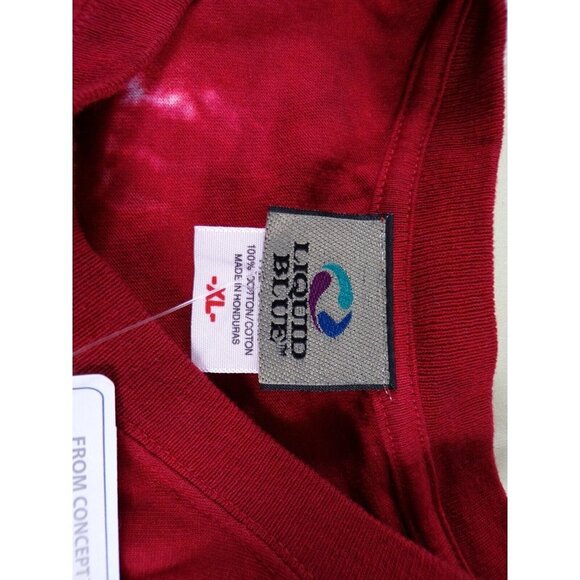 LIQUID
BLUE
100% COTTON/COTON
MADE IN HONDURAS
-XL-
FROM CONCEPT